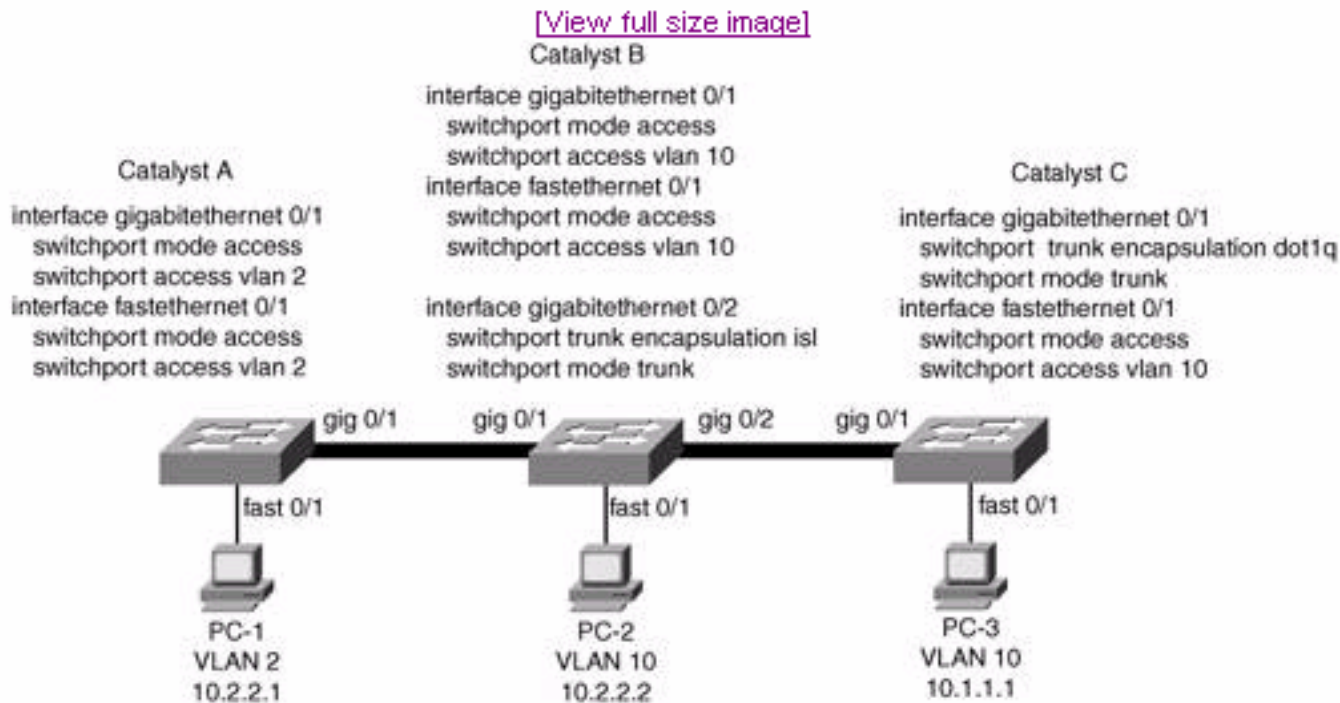 [View full size image]
Catalyst B
interface gigabitethernet 0/1
switchport mode access
switchport access vlan 10
interface fastethernet 0/1
switchport mode access
switchport access vlan 10
interface gigabitethernet 0/2
switchport trunk encapsulation isl
switchport mode trunk
Catalyst A
interface gigabitethernet 0/1
switchport mode access
switchport access vlan 2
interface fastethernet 0/1
switchport mode access
switchport access vlan 2
Catalyst C
interface gigabitethernet 0/1
switchport trunk encapsulation dot1q
switchport mode trunk
interface fastethernet 0/1
switchport mode access
switchport access vlan 10
gig 0/1
gig 0/1
gig 0/2
gig 0/1
fast 0/1
fast 0/1
fast 0/1
PC-1
VLAN 2
10.2.2.1
PC-2
VLAN 10
10.2.2.2
PC-3
VLAN 10
10.1.1.1